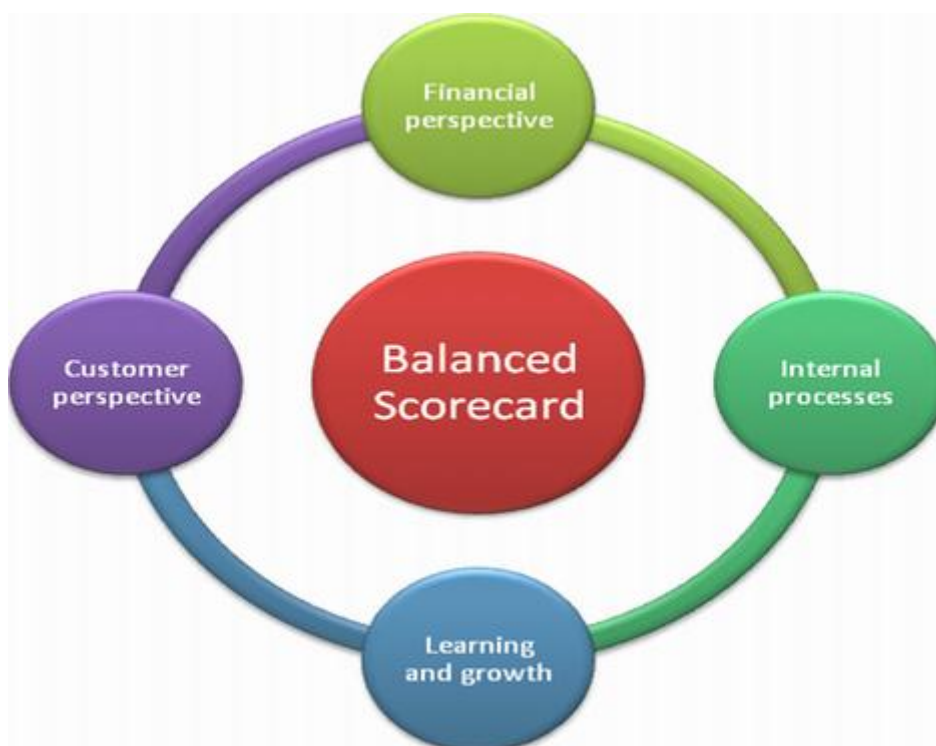 Financial
perspective
Customer
perspective
Balanced
Scorecard
Internal
processes
Learning
and growth